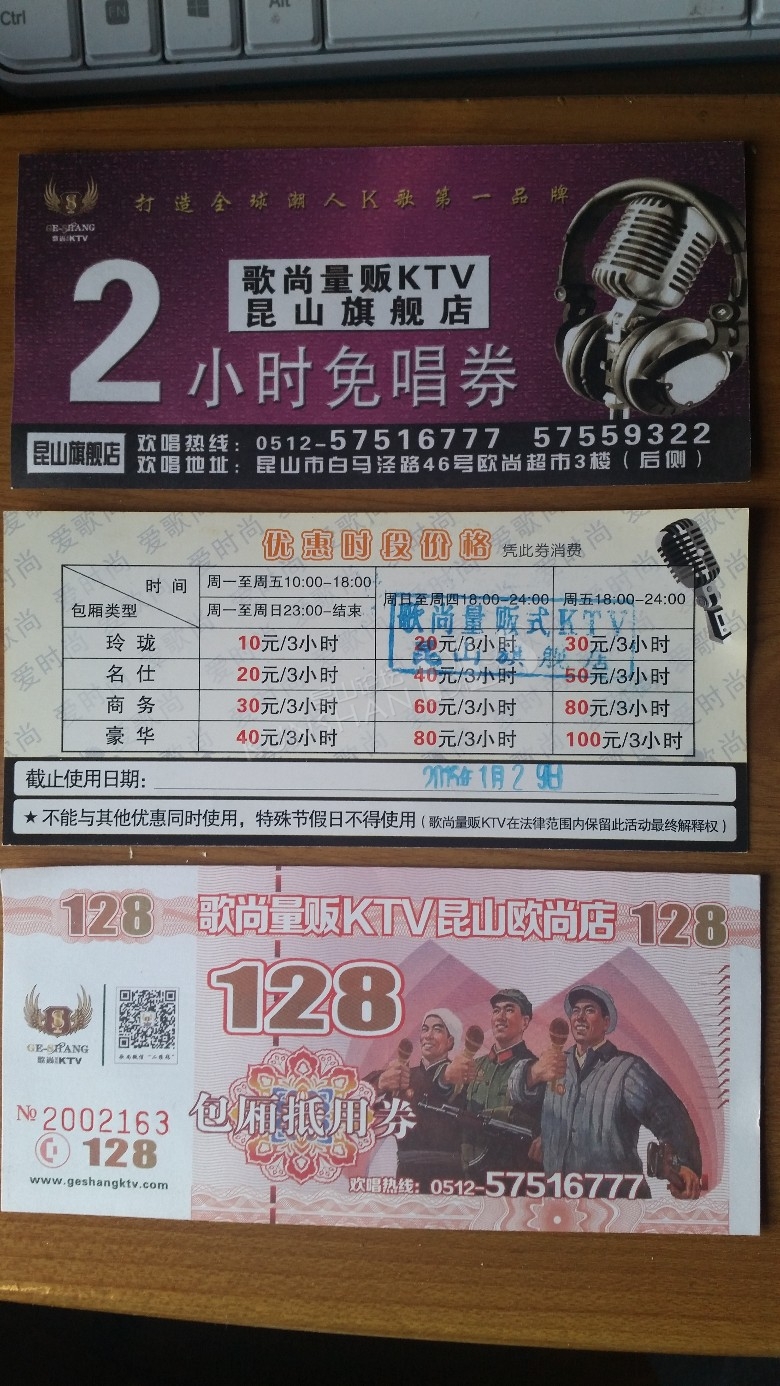 Ctrl
Alt
GE-SHANG
歌尚KTV
打造全球潮人K歌第一品牌
2
歌尚量贩KTV
昆山旗舰店
小时免唱券
昆山旗舰店
欢唱热线：0512-57516777 57559322
欢唱地址：昆山市白马泾路46号欧尚超市3楼（后侧）
优惠时段价格 凭此券消费
时间
包厢类型
周一至周五10:00-18:00
周一至周日23:00-结束
周日至周四18:00-24:00
周五18:00-24:00
歌尚量贩式KTV
昆山旗舰店
玲珑 10元/3小时 20元/3小时 30元/3小时
名仕 20元/3小时 40元/3小时 50元/3小时
商务 30元/3小时 60元/3小时 80元/3小时
豪华 40元/3小时 80元/3小时 100元/3小时
截止使用日期：
★不能与其他优惠同时使用，特殊节假日不得使用（歌尚量贩KTV在法律范围内保留此活动最终解释权）
128 歌尚量贩KTV昆山欧尚店 128
128
GE-SHANG
歌尚KTV
№ 2002163
包厢抵用券
128
www.geshangktv.com
欢唱热线：0512-57516777